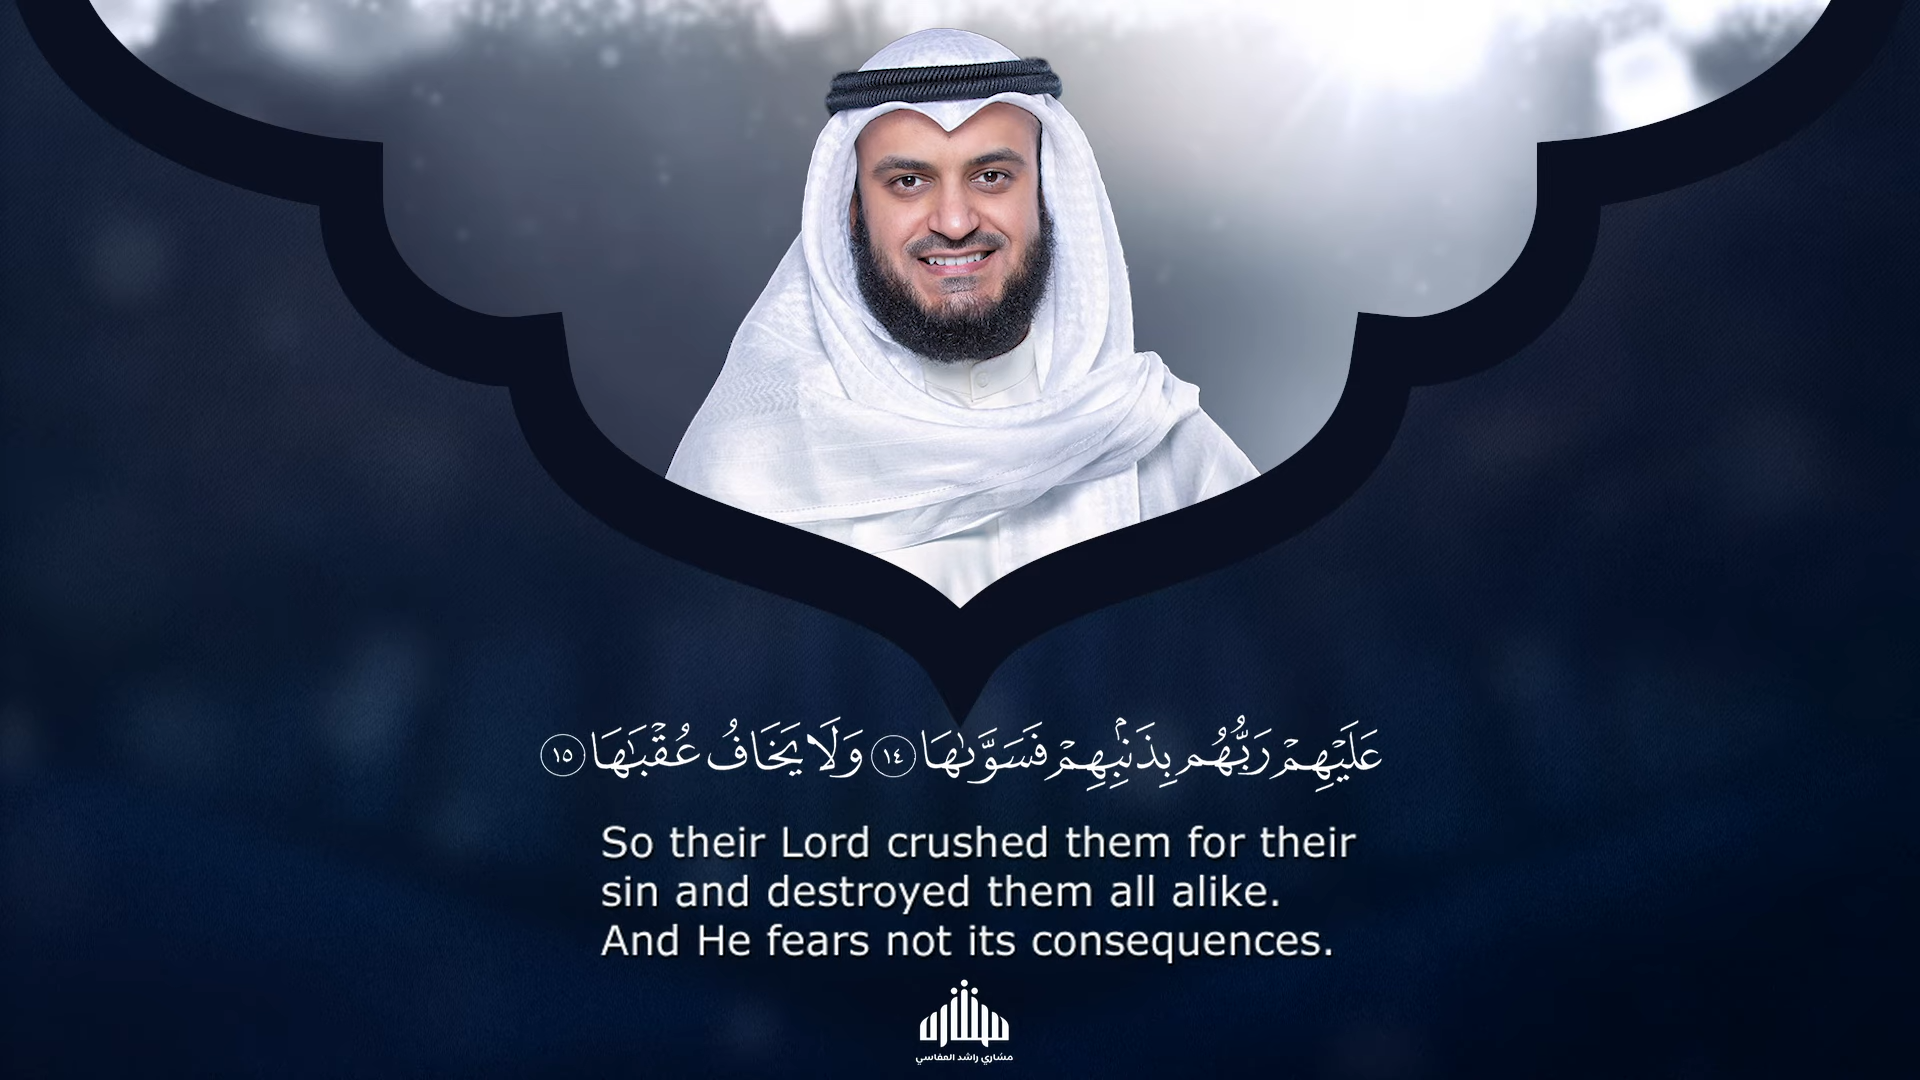 عَلَيْهِمْ رَبُّهُم بِذَنۢبِهِمْ فَسَوَّىٰهَا ١٤ وَلَا يَخَافُ عُقْبَٰهَا ١٥
So their Lord crushed them for their
sin and destroyed them all alike.
And He fears not its consequences.
مشاري راشد العفاسي